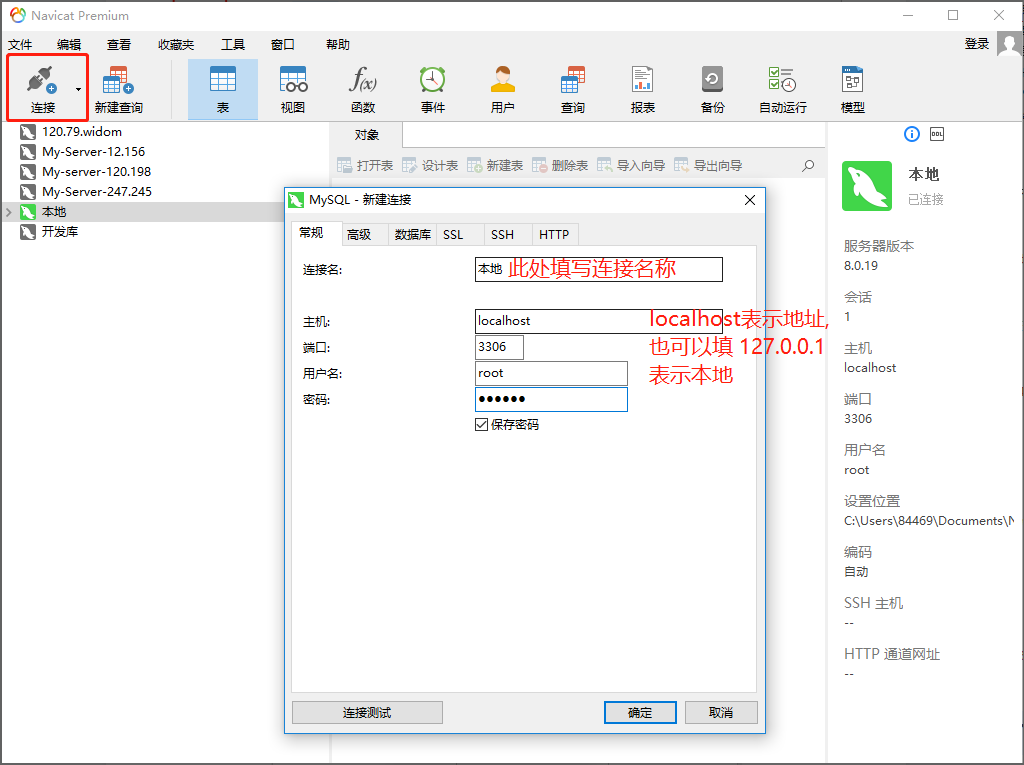 Navicat Premium
文件 编辑 查看 收藏夹 工具 窗口 帮助 登录
连接 新建查询 表 视图 函数 事件 用户 查询 报表 备份 自动运行 模型
f(x)
120.79.widom
My-Server-12.156
My-server-120.198
My-Server-247.245
本地
开发库
对象
打开表 设计表 新建表 删除表 导入向导 导出向导
MySQL - 新建连接
常规 高级 数据库 SSL SSH HTTP
连接名: 本地 此处填写连接名称
主机: localhost
localhost表示地址,
也可以填 127.0.0.1
表示本地
端口: 3306
用户名: root
密码: ●●●●●●
保存密码
连接测试 确定 取消
DDL
本地
已连接
服务器版本
8.0.19
会话
1
主机
localhost
端口
3306
用户名
root
设置位置
C:\Users\84469\Documents\N
编码
自动
SSH 主机
--
HTTP 通道网址
--